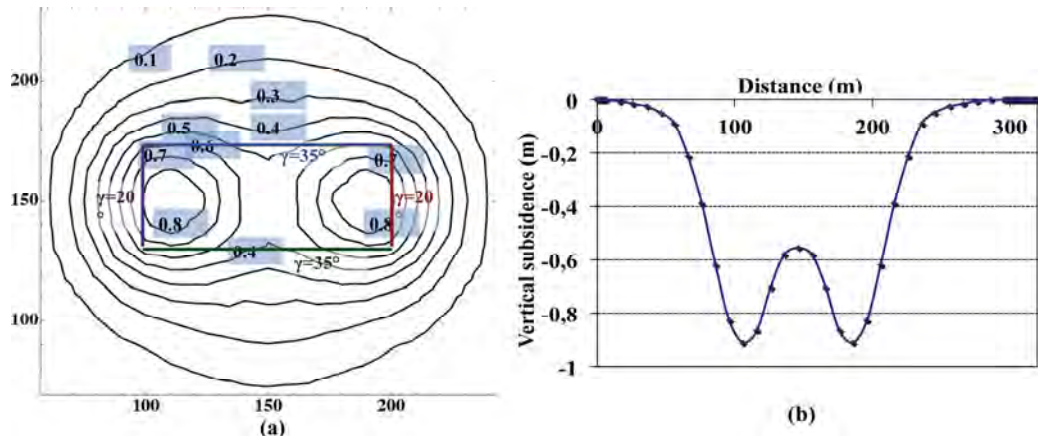 200
100
100 150 200
0.1
0.2
0.3
0.5
0.4
0.6
0.7
0.7
γ=35°
γ=20
°
γ=20
°
0.8
0.8
0.4
γ=35°
(a)
Distance (m)
Vertical subsidence (m)
0
0 100 200 300
-0,2
-0,4
-0,6
-0,8
-1
(b)